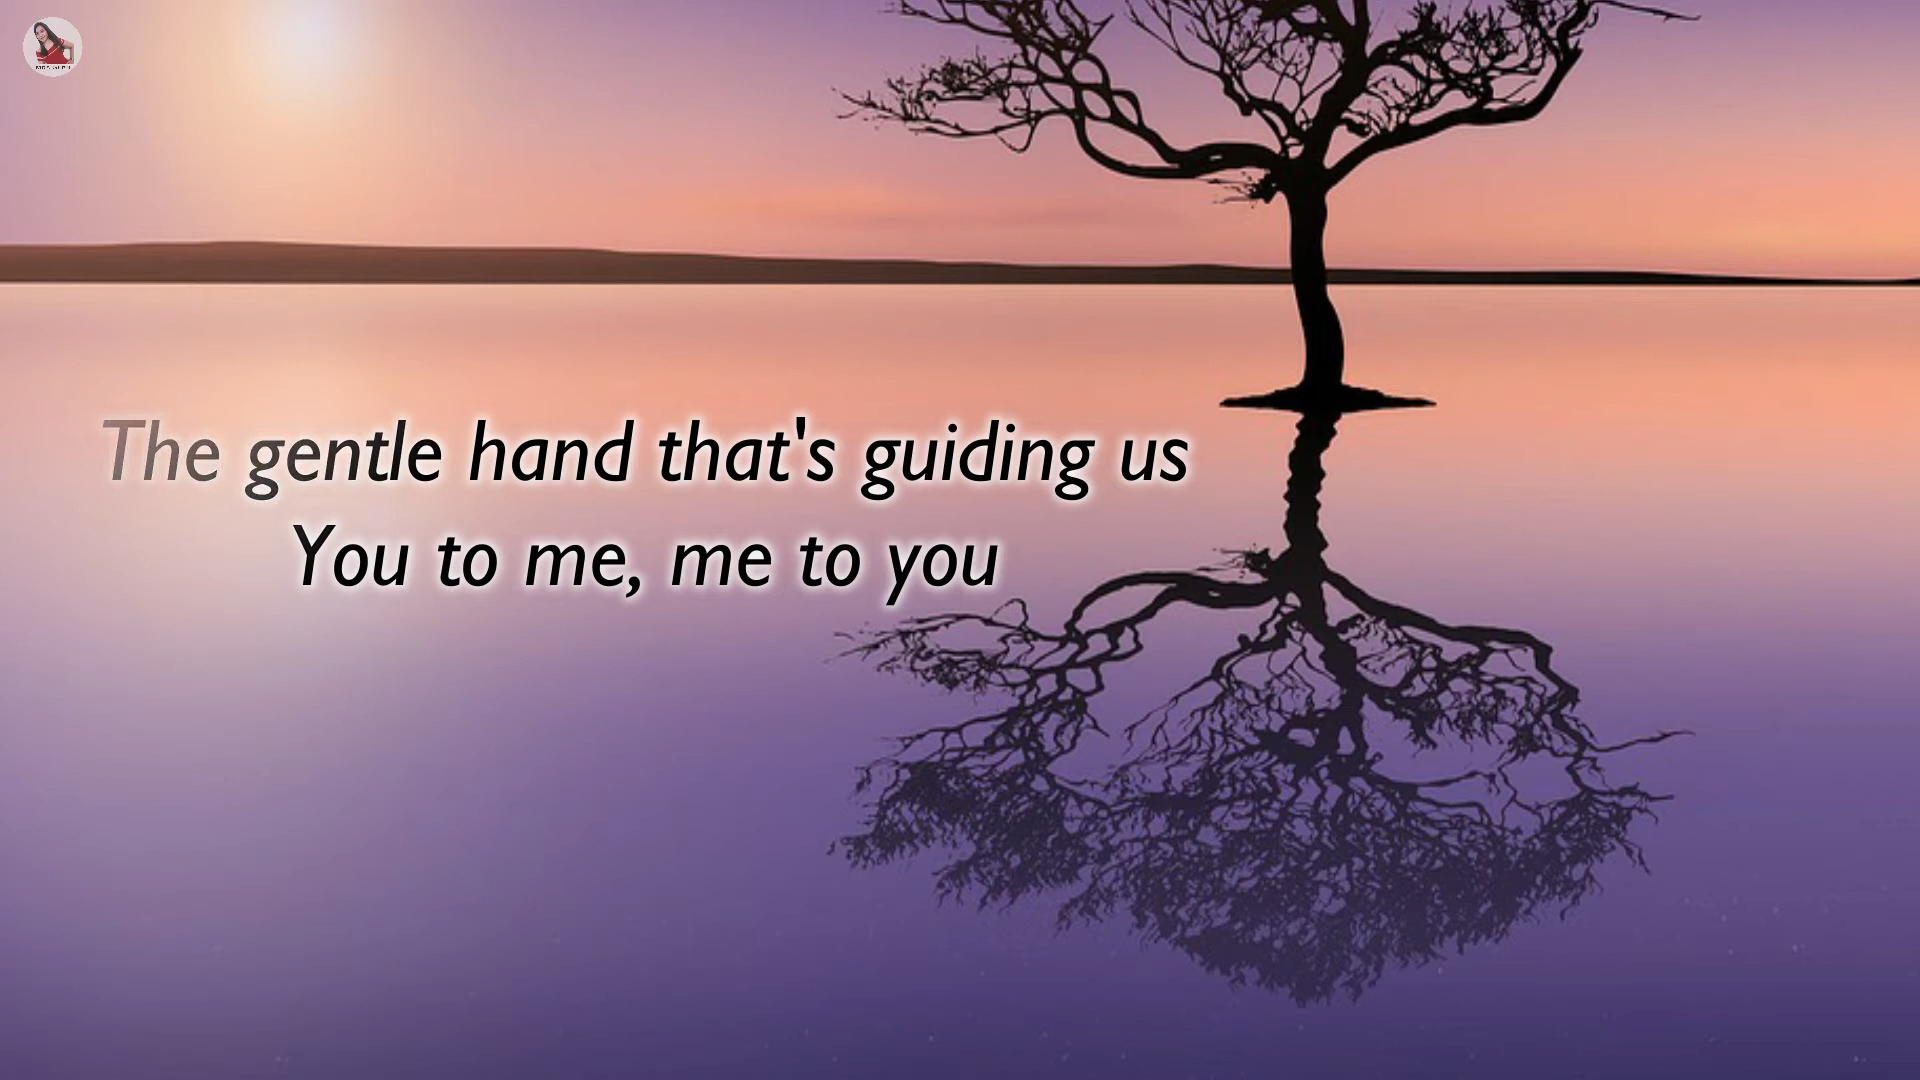 The gentle hand that's guiding us
You to me, me to you